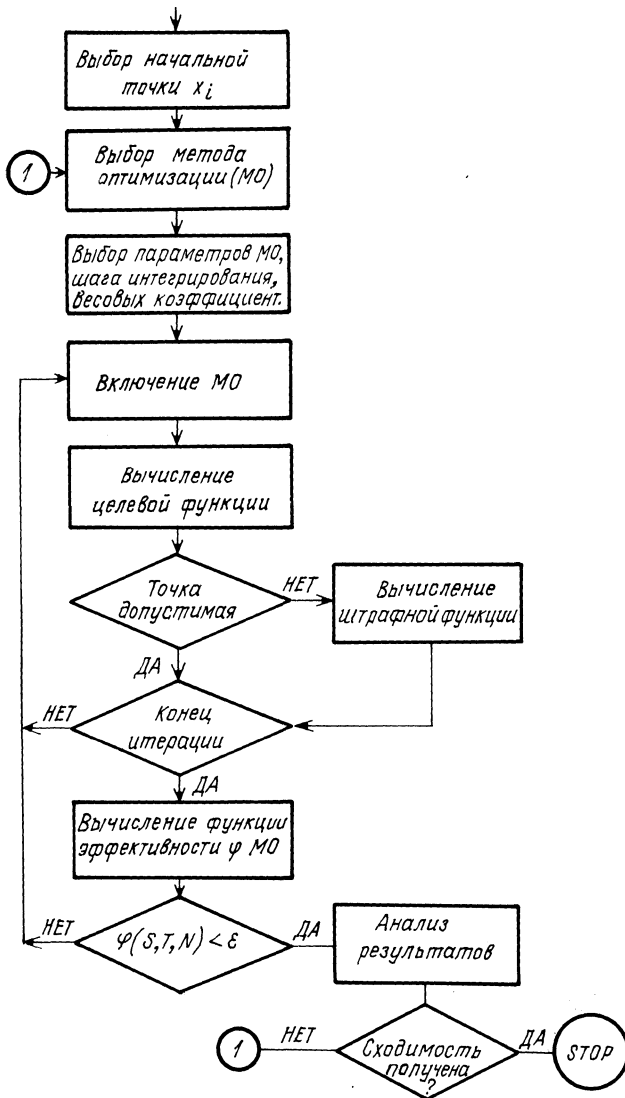 Выбор начальной
точки x_i
1
Выбор метода
оптимизации (МО)
Выбор параметров МО,
шага интегрирования,
весовых коэффициент.
Включение МО
Вычисление
целевой функции
Точка
допустимая
НЕТ
Вычисление
штрафной функции
ДА
НЕТ
Конец
итерации
ДА
Вычисление функции
эффективности φ МО
НЕТ
φ(S,T,N)<ε
ДА
Анализ
результатов
1
НЕТ
Сходимость
получена
?
ДА
STOP